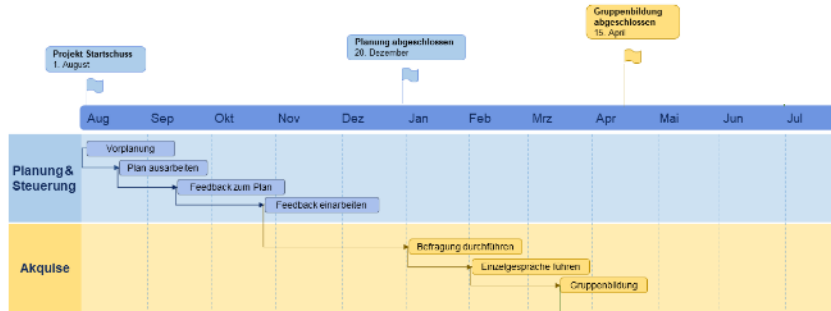 Gruppenbildung
abgeschlossen
15. April
Planung abgeschlossen
20. Dezember
Projekt Startschuss
1. August
Aug Sep Okt Nov Dez Jan Feb Mrz Apr Mai Jun Jul
Vorplanung
Plan ausarbeiten
Planung &
Steuerung
Feedback zum Plan
Feedback einarbeiten
Befragung durchführen
Akquise
Einzelgespräche führen
Gruppenbildung